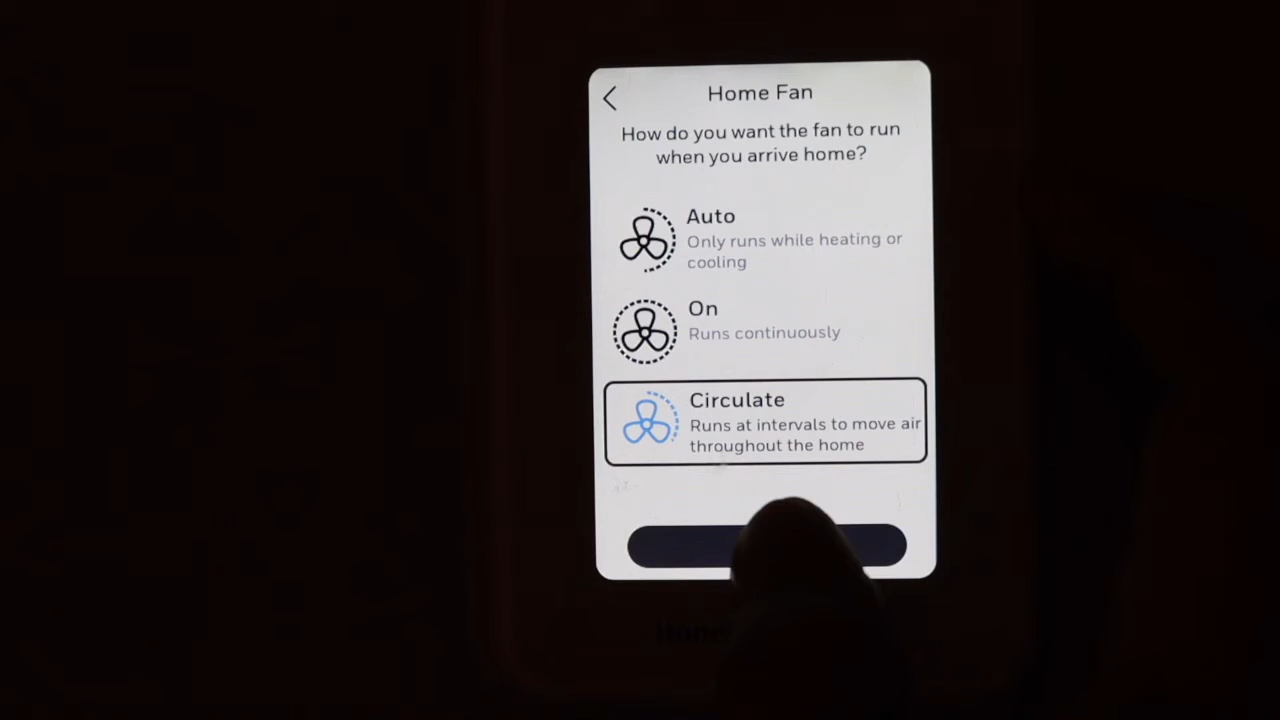 Home Fan
How do you want the fan to run
when you arrive home?
Auto
Only runs while heating or
cooling
On
Runs continuously
Circulate
Runs at intervals to move air
throughout the home